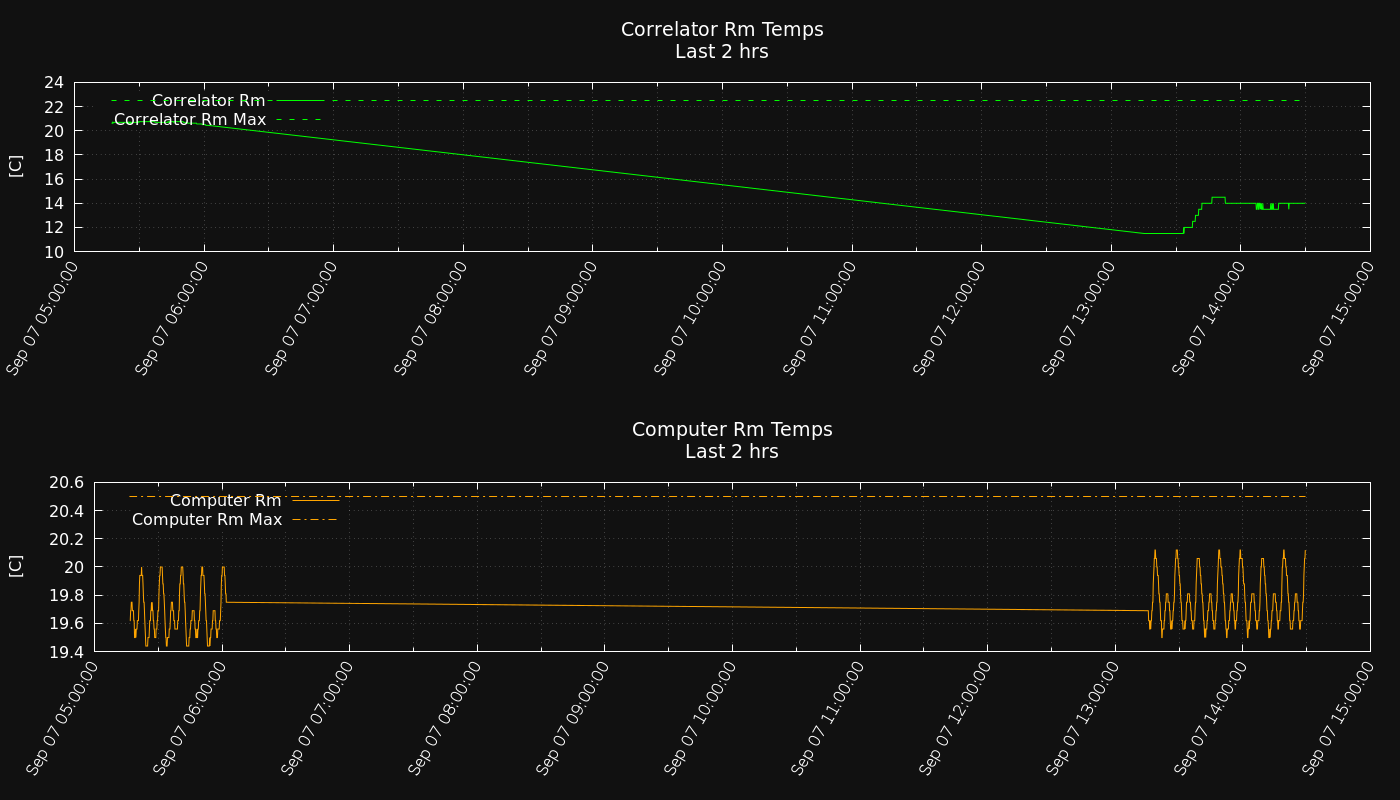 Correlator Rm Temps
Last 2 hrs
24
22
20
18
16
14
12
10
[C]
Correlator Rm
Correlator Rm Max
Sep 07 05:00:00
Sep 07 06:00:00
Sep 07 07:00:00
Sep 07 08:00:00
Sep 07 09:00:00
Sep 07 10:00:00
Sep 07 11:00:00
Sep 07 12:00:00
Sep 07 13:00:00
Sep 07 14:00:00
Sep 07 15:00:00
Computer Rm Temps
Last 2 hrs
20.6
20.4
20.2
20
19.8
19.6
19.4
[C]
Computer Rm
Computer Rm Max
Sep 07 05:00:00
Sep 07 06:00:00
Sep 07 07:00:00
Sep 07 08:00:00
Sep 07 09:00:00
Sep 07 10:00:00
Sep 07 11:00:00
Sep 07 12:00:00
Sep 07 13:00:00
Sep 07 14:00:00
Sep 07 15:00:00